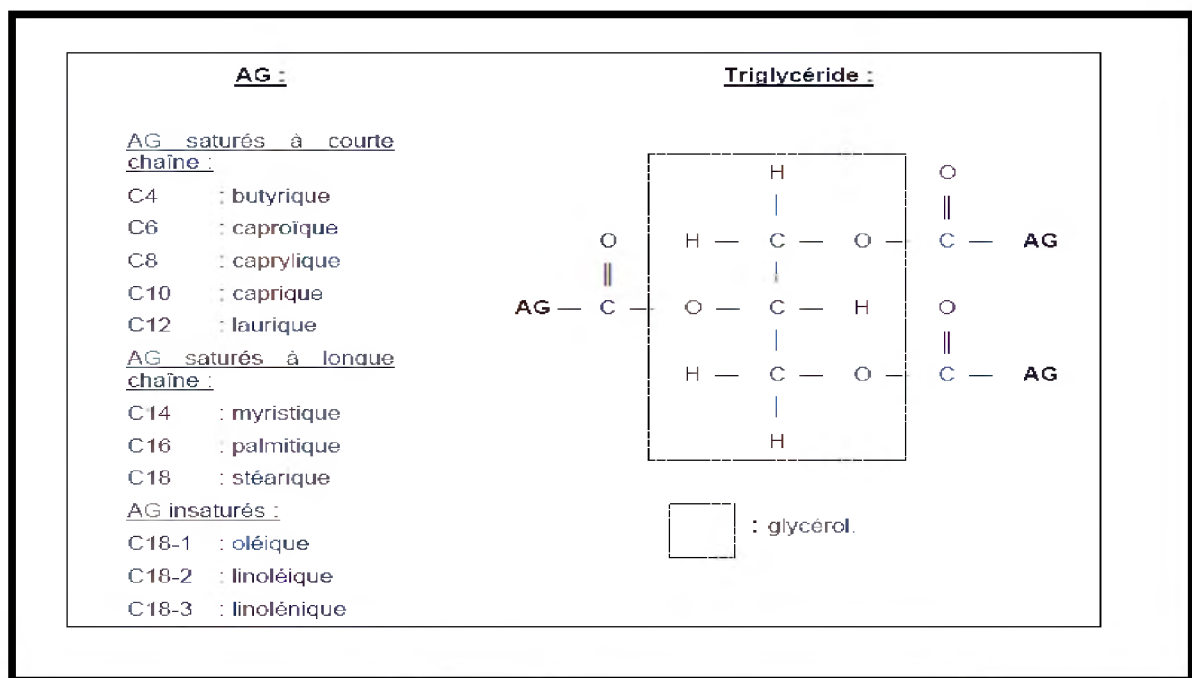 AG :
AG saturés à courte
chaîne :
C4 : butyrique
C6 : caproïque
C8 : caprylique
C10 : caprique
C12 : laurique
AG saturés à longue
chaîne :
C14 : myristique
C16 : palmitique
C18 : stéarique
AG insaturés :
C18-1 : oléique
C18-2 : linoléique
C18-3 : linolénique
Triglycéride :
H O
O H — C — O — C — AG
AG — C — O — C — H O
H — C — O — C — AG
H
: glycérol.